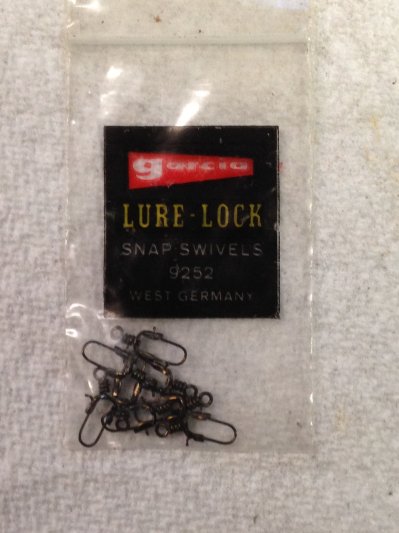 garcia
LURE-LOCK
SNAP SWIVELS
9252
WEST GERMANY